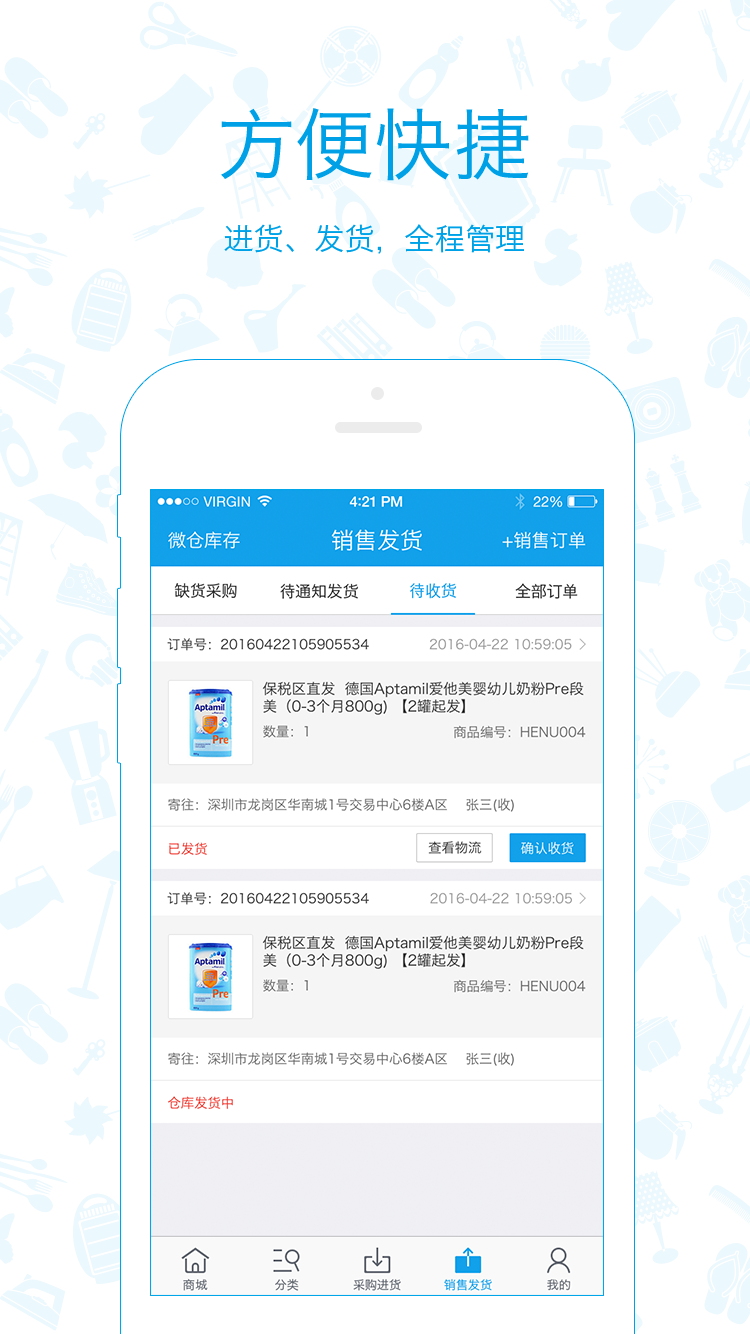 方便快捷
进货、发货，全程管理
VIRGIN 4:21 PM 22%
微仓库存 销售发货 +销售订单
缺货采购 待通知发货 待收货 全部订单
订单号：20160422105905534 2016-04-22 10:59:05
保税区直发 德国Aptamil爱他美婴幼儿奶粉Pre段
美（0-3个月800g）【2罐起发】
数量：1 商品编号：HENU004
Aptamil
Pre
寄往：深圳市龙岗区华南城1号交易中心6楼A区 张三(收)
已发货 查看物流 确认收货
订单号：20160422105905534 2016-04-22 10:59:05
保税区直发 德国Aptamil爱他美婴幼儿奶粉Pre段
美（0-3个月800g）【2罐起发】
数量：1 商品编号：HENU004
Aptamil
Pre
寄往：深圳市龙岗区华南城1号交易中心6楼A区 张三(收)
仓库发货中
商城 分类 采购进货 销售发货 我的